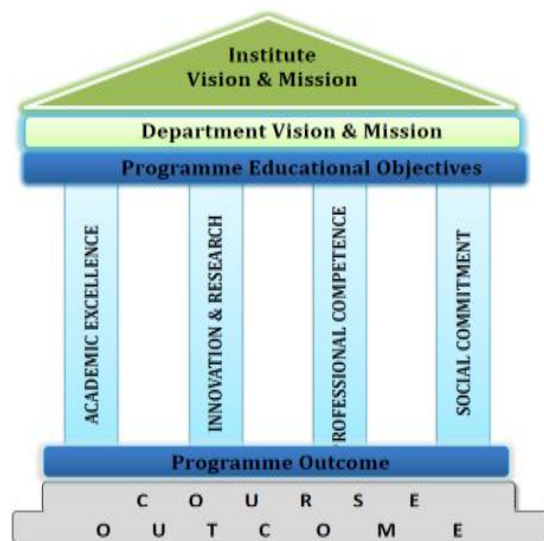 Institute
Vision & Mission
Department Vision & Mission
Programme Educational Objectives
ACADEMIC EXCELLENCE
INNOVATION & RESEARCH
PROFESSIONAL COMPETENCE
SOCIAL COMMITMENT
Programme Outcome
C O U R S E
O U T C O M E